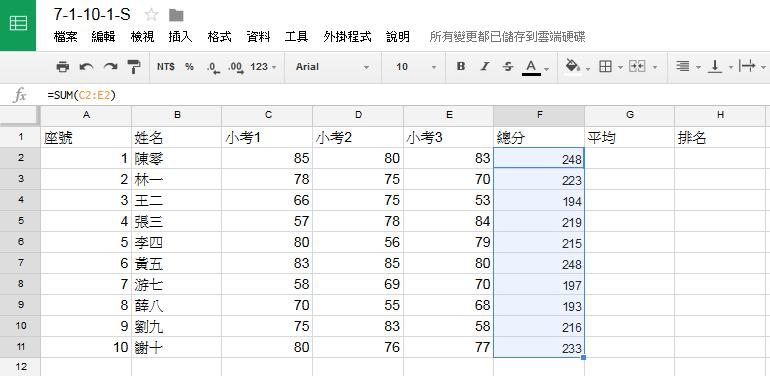 7-1-10-1-S
檔案 編輯 檢視 插入 格式 資料 工具 外掛程式 說明 所有變更都已儲存到雲端硬碟
NT$ % .0 .00 123 Arial 10 B I S A
fx =SUM(C2:E2)
A B C D E F G H
1 座號 姓名 小考1 小考2 小考3 總分 平均 排名
2 1 陳零 85 80 83 248
3 2 林一 78 75 70 223
4 3 王二 66 75 53 194
5 4 張三 57 78 84 219
6 5 李四 80 56 79 215
7 6 黃五 83 85 80 248
8 7 游七 58 69 70 197
9 8 薛八 70 55 68 193
10 9 劉九 75 83 58 216
11 10 謝十 80 76 77 233
12